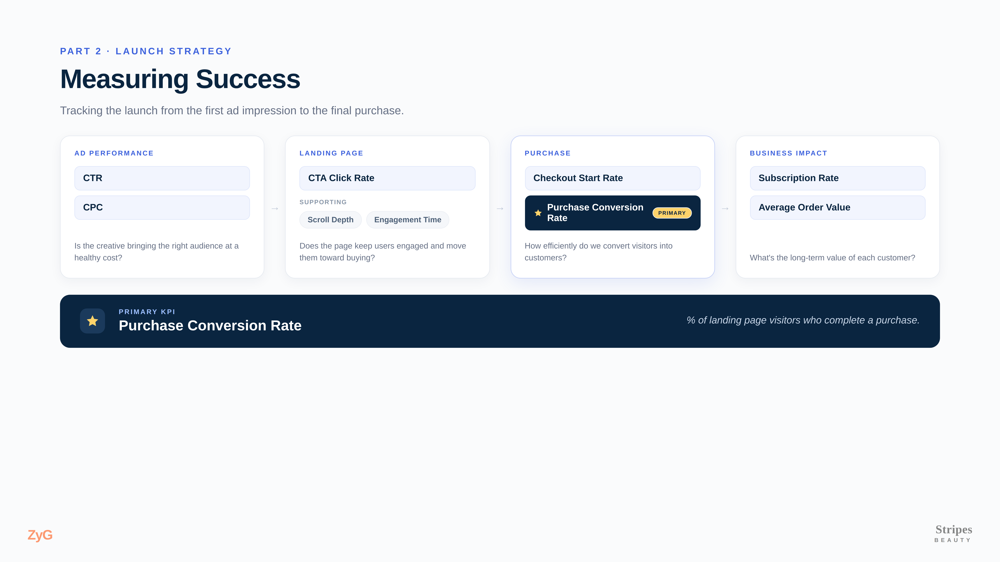 PART 2 · LAUNCH STRATEGY
Measuring Success
Tracking the launch from the first ad impression to the final purchase.
AD PERFORMANCE
CTR
CPC
Is the creative bringing the right audience at a
healthy cost?
→
LANDING PAGE
CTA Click Rate
SUPPORTING
Scroll Depth
Engagement Time
Does the page keep users engaged and move
them toward buying?
→
PURCHASE
Checkout Start Rate
Purchase Conversion
Rate
PRIMARY
How efficiently do we convert visitors into
customers?
→
BUSINESS IMPACT
Subscription Rate
Average Order Value
What's the long-term value of each customer?
PRIMARY KPI
Purchase Conversion Rate
% of landing page visitors who complete a purchase.
ZyG
Stripes
BEAUTY